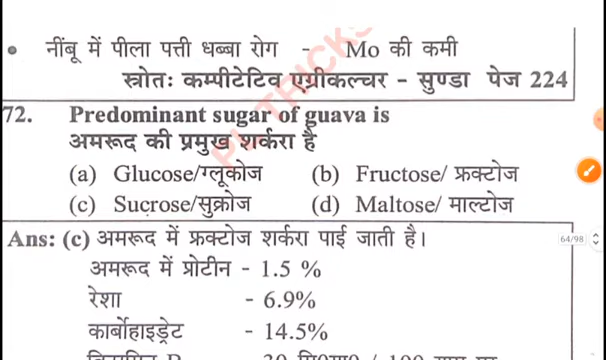 • नींबू में पीला पत्ती धब्बा रोग - Mo की कमी
स्त्रोतः कम्पीटेटिव एग्रीकल्चर - सुण्डा पेज 224
72. Predominant sugar of guava is
अमरूद की प्रमुख शर्करा है
(a) Glucose/ग्लूकोज (b) Fructose/ फ्रक्टोज
(c) Sucrose/सुक्रोज (d) Maltose/ माल्टोज
Ans: (c) अमरूद में फ्रक्टोज शर्करा पाई जाती है।
64/98
अमरूद में प्रोटीन - 1.5 %
रेशा - 6.9%
कार्बोहाइड्रेट - 14.5%